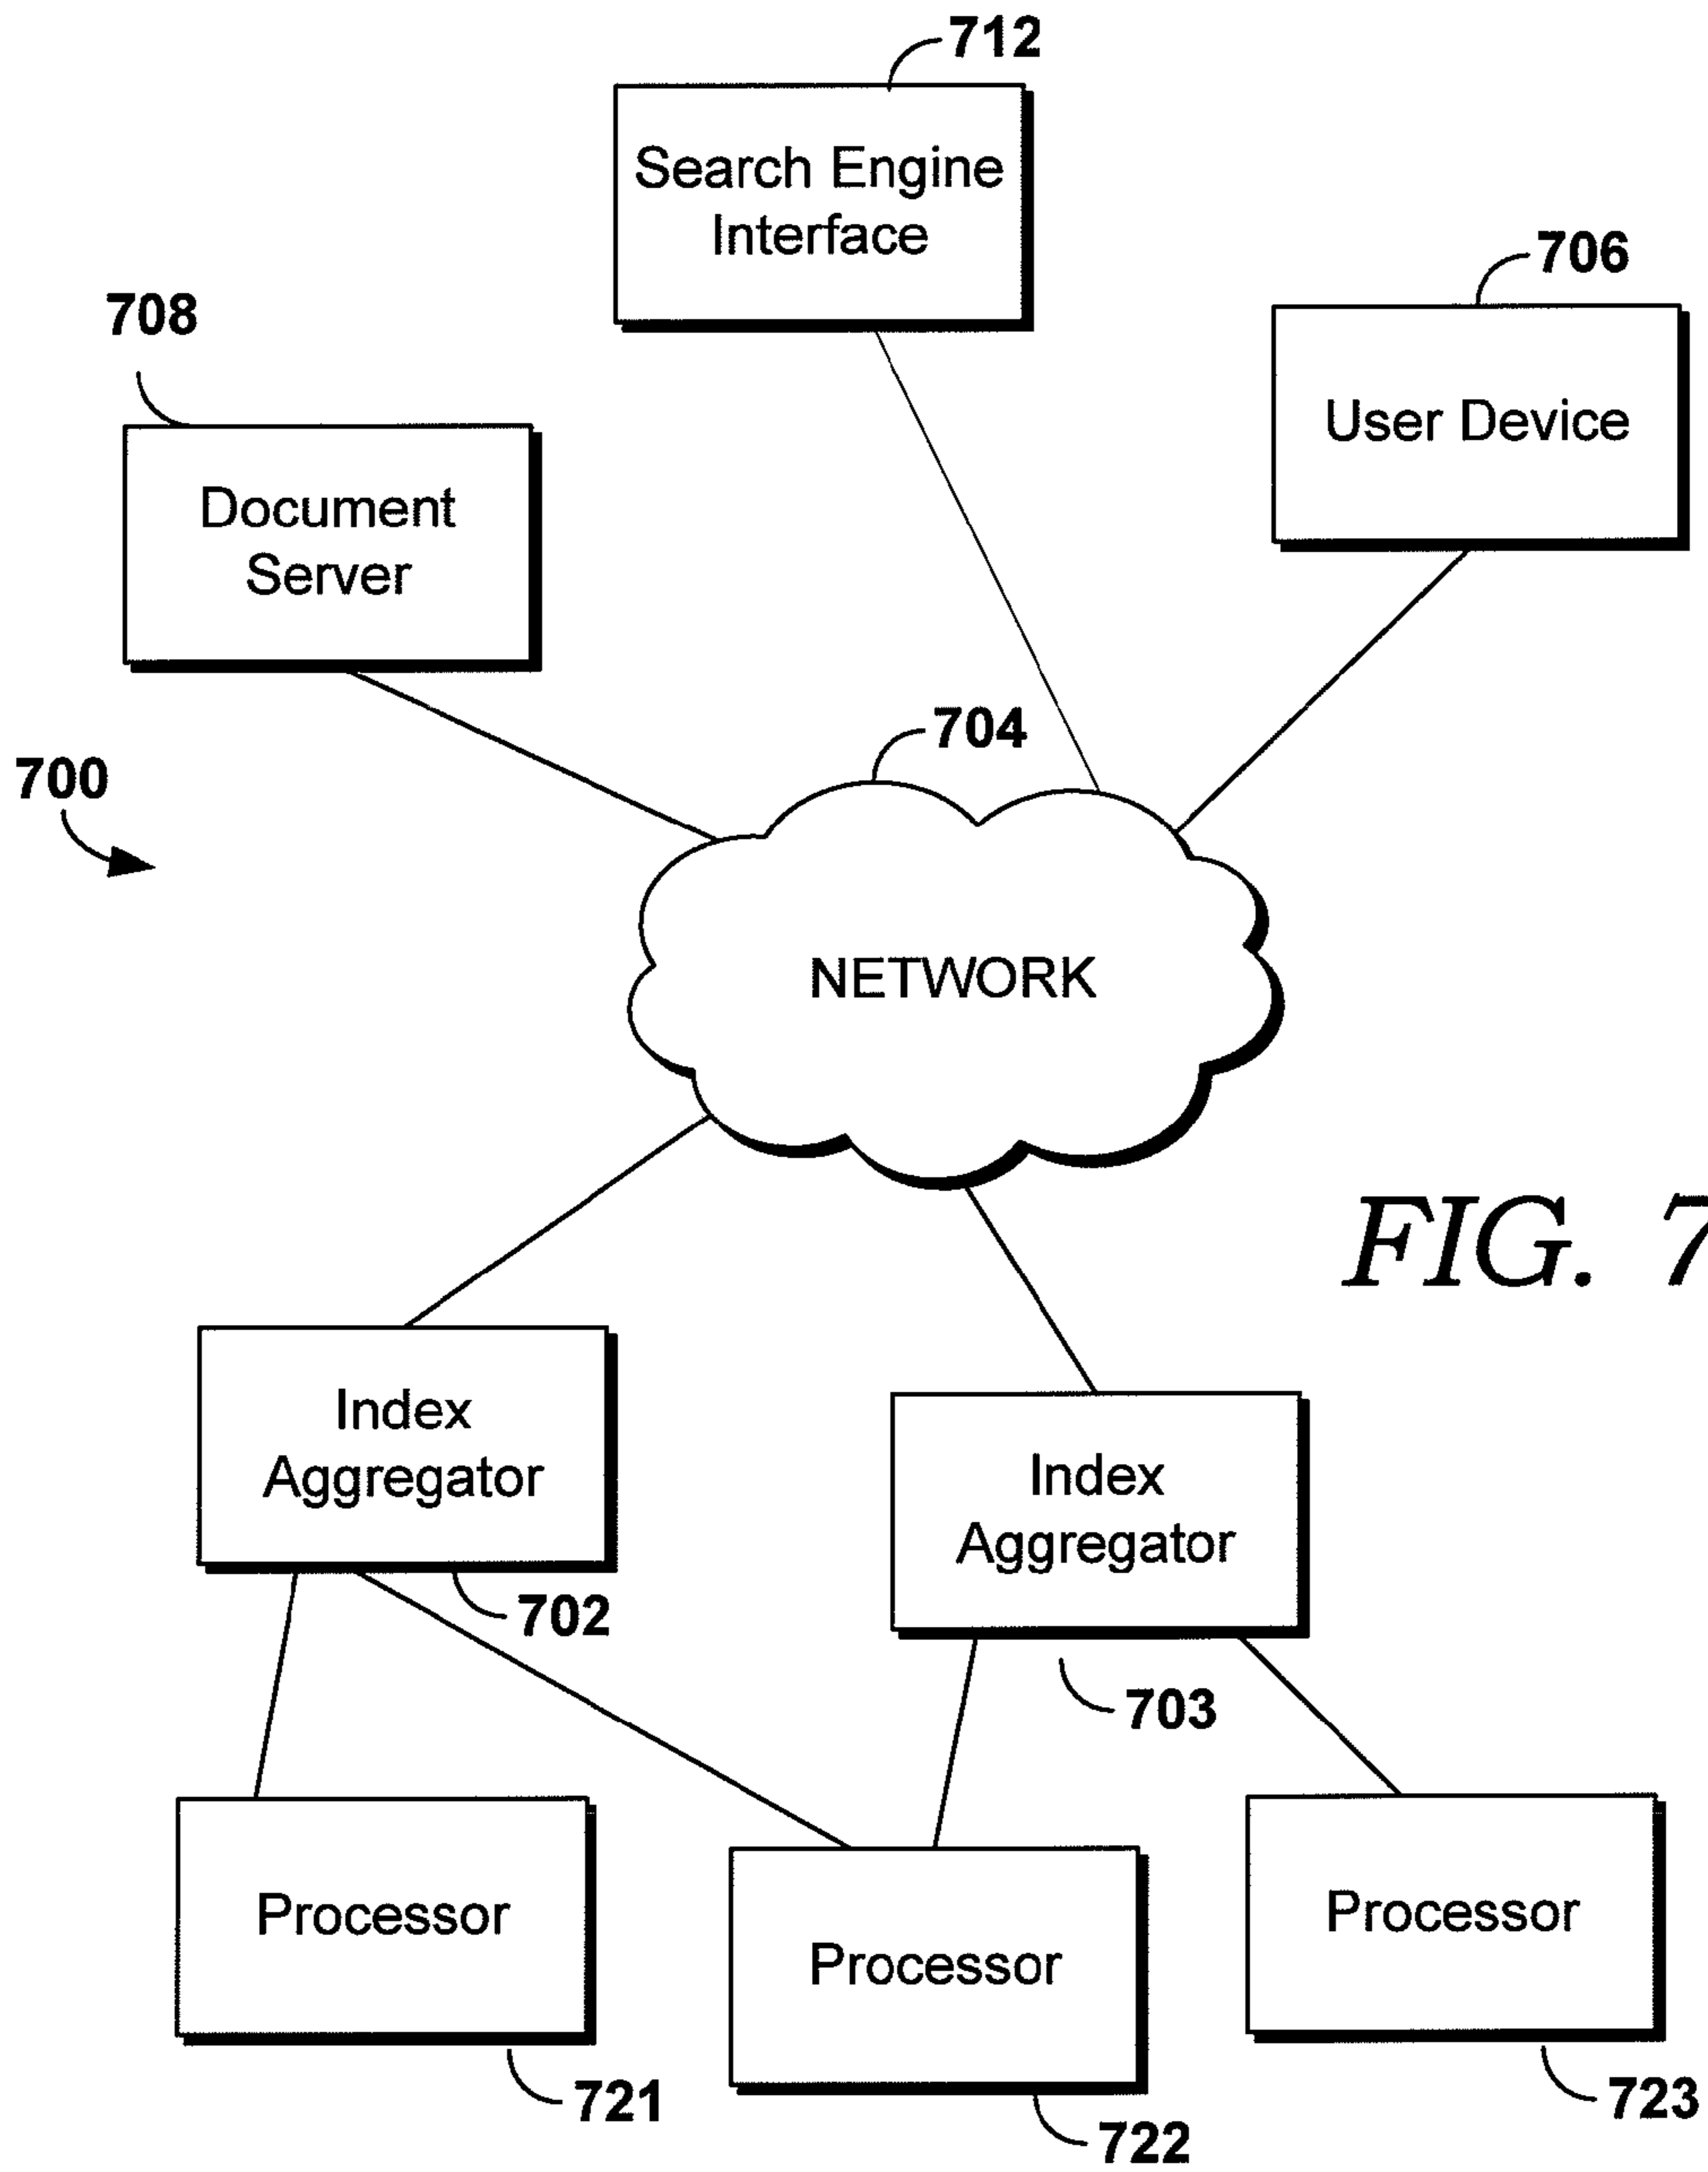 712
Search Engine
Interface
706
User Device
708
Document
Server
704
700
NETWORK
FIG. 7
Index
Aggregator
702
Index
Aggregator
703
Processor
721
Processor
722
Processor
723